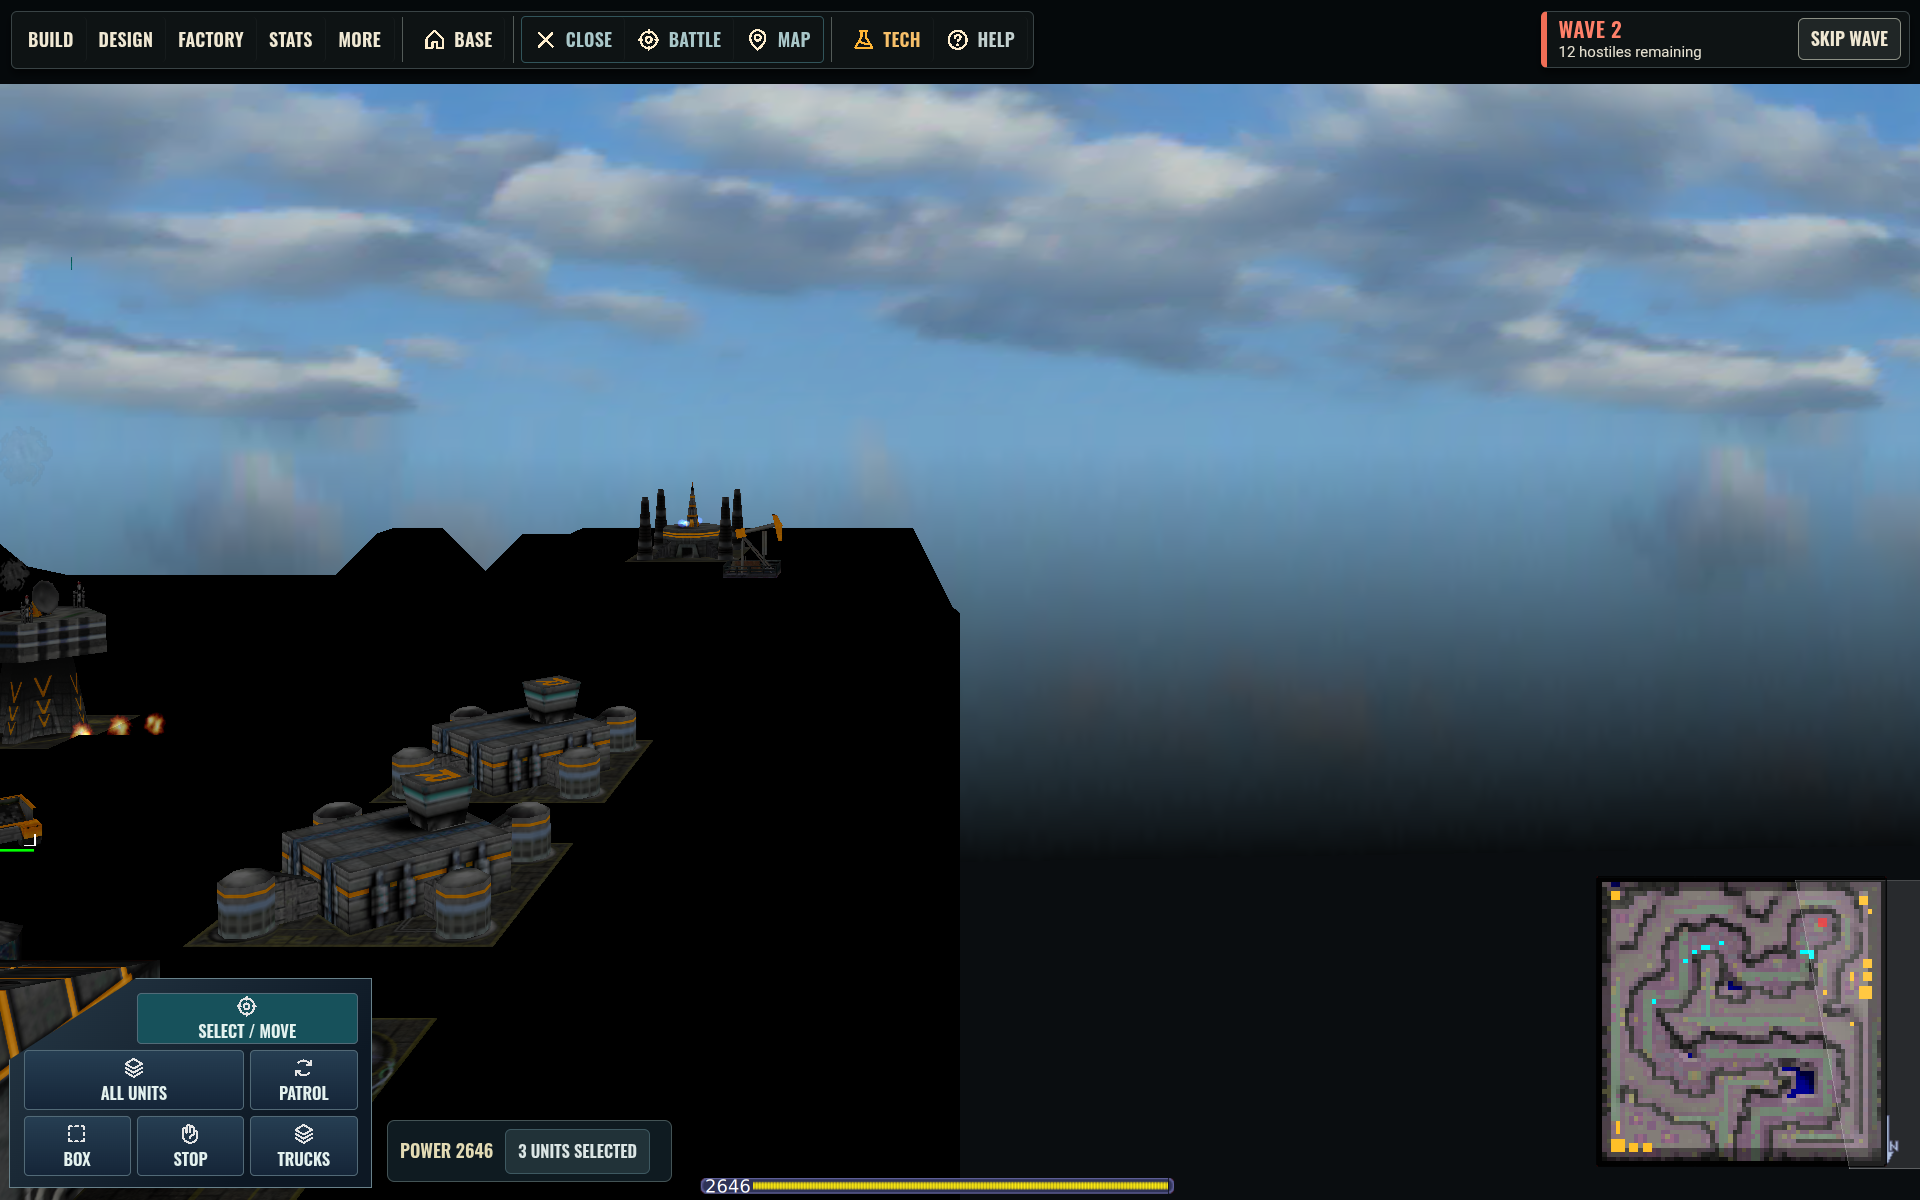 BUILD DESIGN FACTORY STATS MORE BASE CLOSE BATTLE MAP TECH HELP
WAVE 2
12 hostiles remaining
SKIP WAVE
SELECT / MOVE
ALL UNITS
PATROL
BOX
STOP
TRUCKS
POWER 2646
3 UNITS SELECTED
2646
N